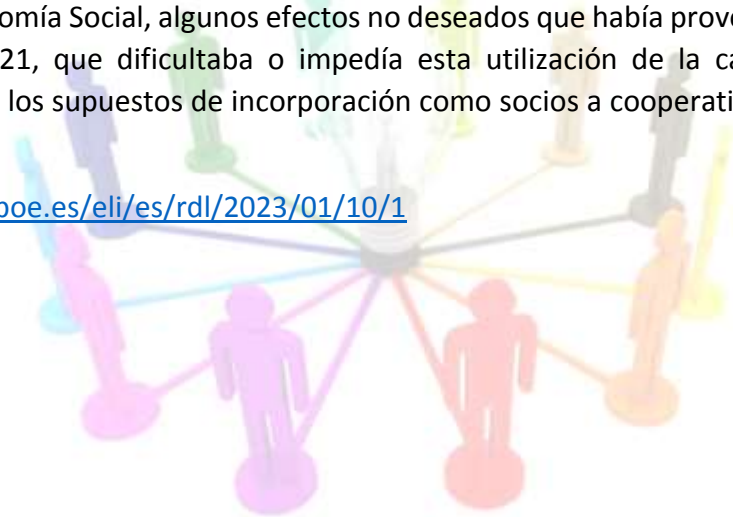 omía Social, algunos efectos no deseados que había prove
21, que dificultaba o impedía esta utilización de la ca
los supuestos de incorporación como socios a cooperati
boe.es/eli/es/rdl/2023/01/10/1